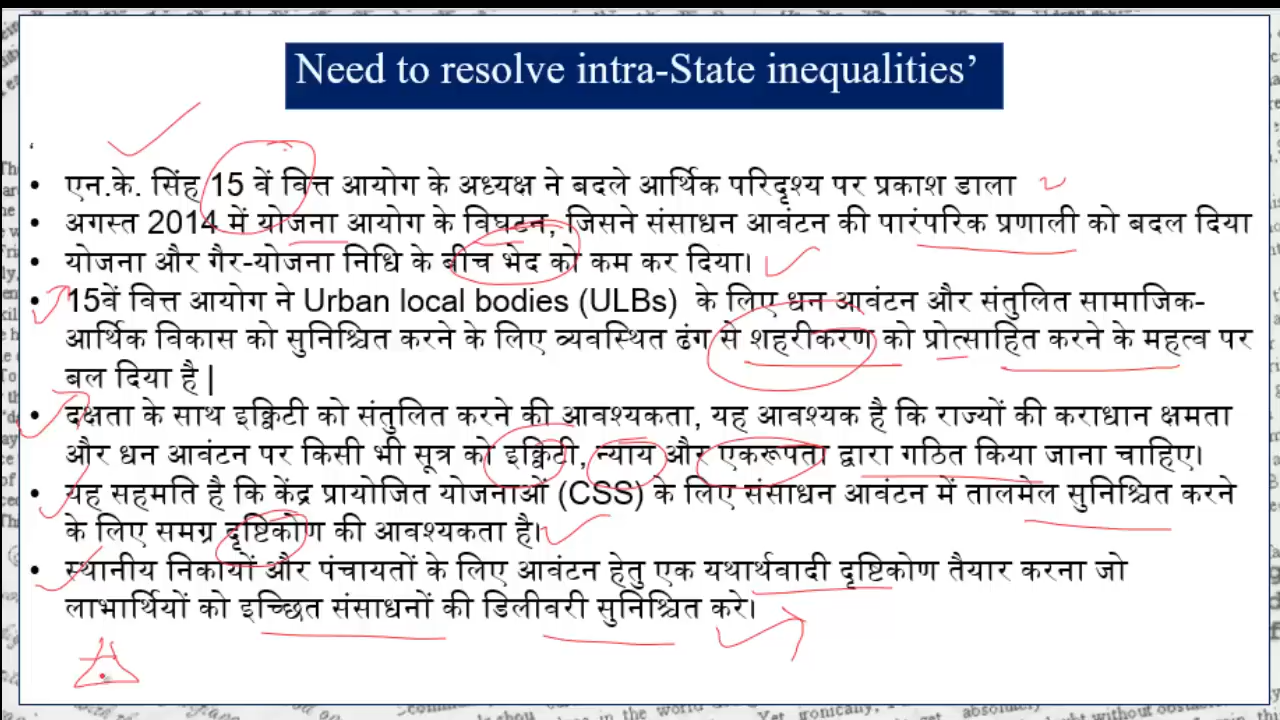 Need to resolve intra-State inequalities’
‘
• एन.के. सिंह 15 वें वित्त आयोग के अध्यक्ष ने बदले आर्थिक परिदृश्य पर प्रकाश डाला
• अगस्त 2014 में योजना आयोग के विघटन, जिसने संसाधन आवंटन की पारंपरिक प्रणाली को बदल दिया
• योजना और गैर-योजना निधि के बीच भेद को कम कर दिया।
• 15वें वित्त आयोग ने Urban local bodies (ULBs) के लिए धन आवंटन और संतुलित सामाजिक-
आर्थिक विकास को सुनिश्चित करने के लिए व्यवस्थित ढंग से शहरीकरण को प्रोत्साहित करने के महत्व पर
बल दिया है |
• दक्षता के साथ इक्विटी को संतुलित करने की आवश्यकता, यह आवश्यक है कि राज्यों की कराधान क्षमता
और धन आवंटन पर किसी भी सूत्र को इक्विटी, न्याय और एकरूपता द्वारा गठित किया जाना चाहिए।
• यह सहमति है कि केंद्र प्रायोजित योजनाओं (CSS) के लिए संसाधन आवंटन में तालमेल सुनिश्चित करने
के लिए समग्र दृष्टिकोण की आवश्यकता है।
• स्थानीय निकायों और पंचायतों के लिए आवंटन हेतु एक यथार्थवादी दृष्टिकोण तैयार करना जो
लाभार्थियों को इच्छित संसाधनों की डिलीवरी सुनिश्चित करे।